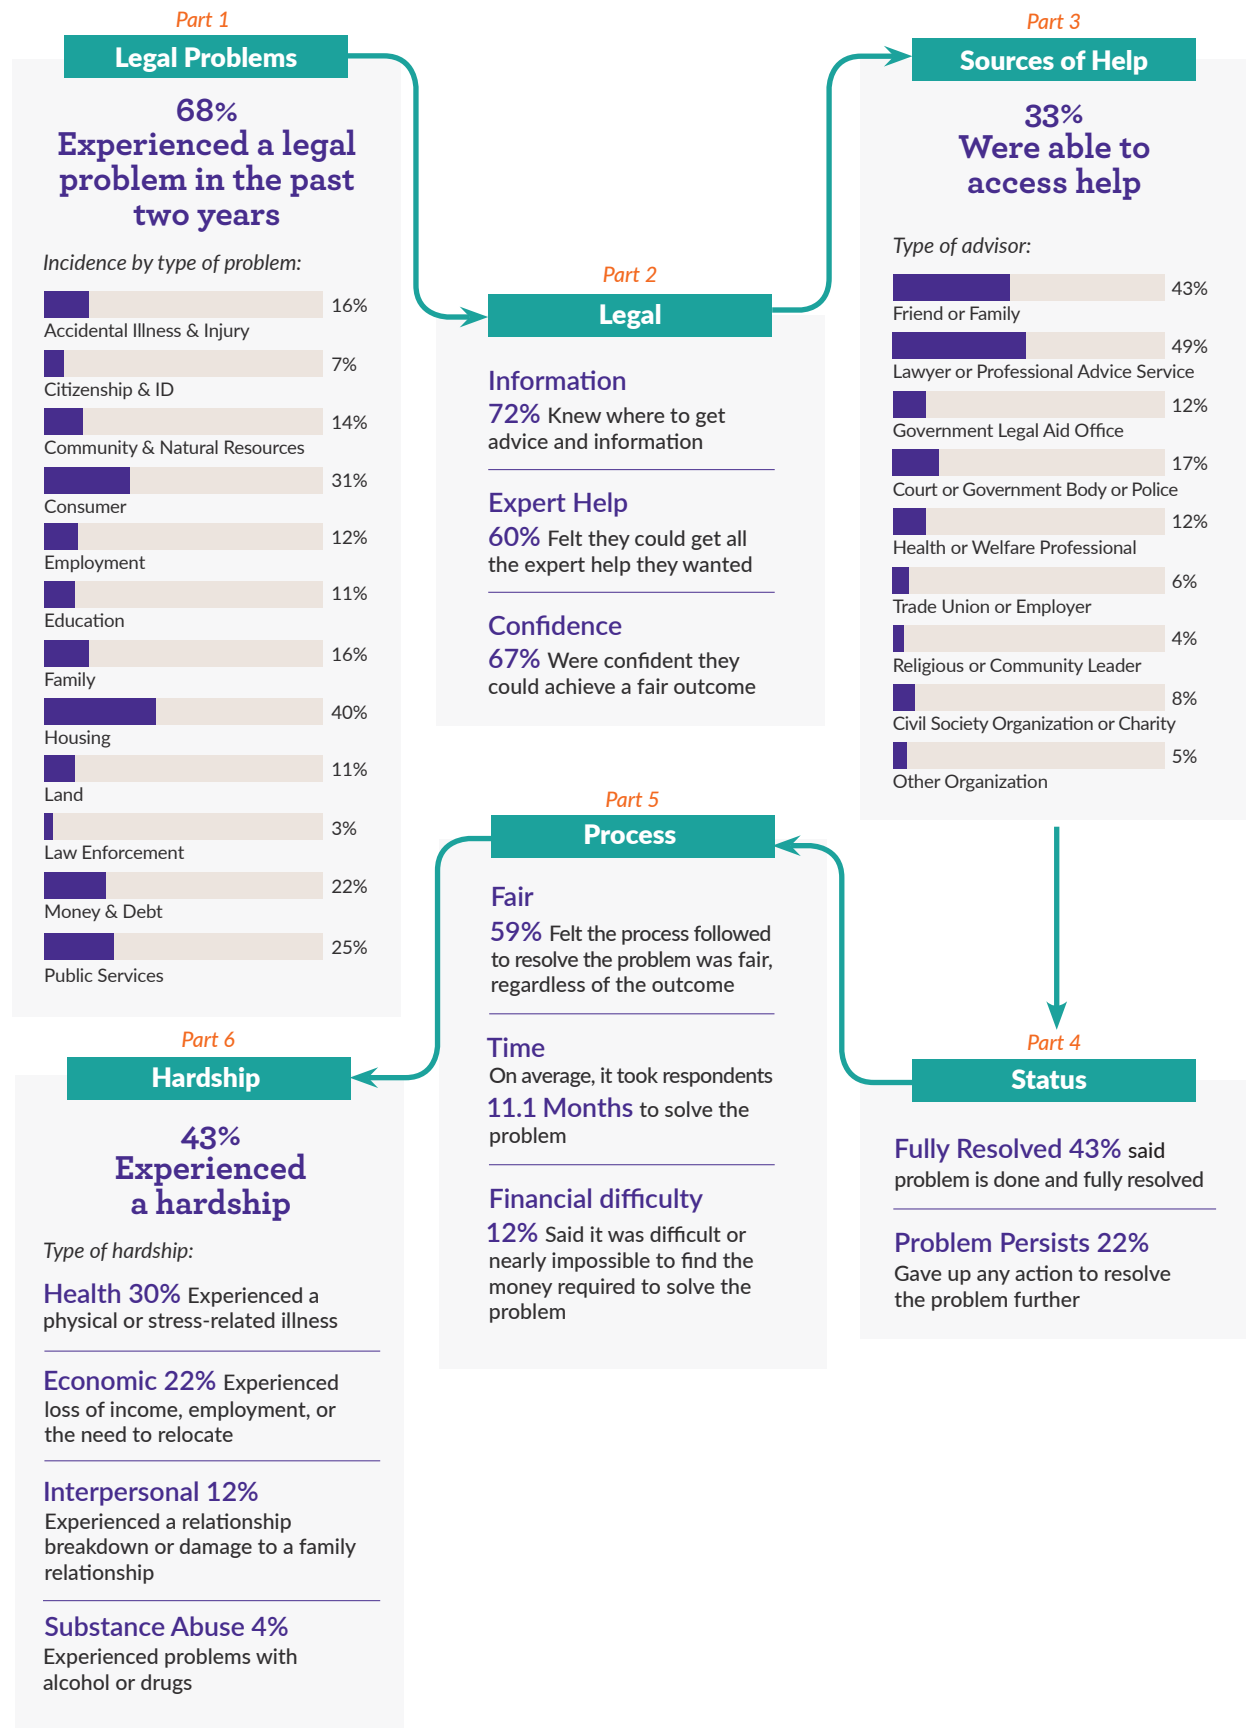 Part 1
Legal Problems
68%
Experienced a legal
problem in the past
two years
Incidence by type of problem:
16%
Accidental Illness & Injury
7%
Citizenship & ID
14%
Community & Natural Resources
31%
Consumer
12%
Employment
11%
Education
16%
Family
40%
Housing
11%
Land
3%
Law Enforcement
22%
Money & Debt
25%
Public Services
Part 2
Legal
Information
72% Knew where to get
advice and information
Expert Help
60% Felt they could get all
the expert help they wanted
Confidence
67% Were confident they
could achieve a fair outcome
Part 3
Sources of Help
33%
Were able to
access help
Type of advisor:
43%
Friend or Family
49%
Lawyer or Professional Advice Service
12%
Government Legal Aid Office
17%
Court or Government Body or Police
12%
Health or Welfare Professional
6%
Trade Union or Employer
4%
Religious or Community Leader
8%
Civil Society Organization or Charity
5%
Other Organization
Part 4
Status
Fully Resolved 43% said
problem is done and fully resolved
Problem Persists 22%
Gave up any action to resolve
the problem further
Part 5
Process
Fair
59% Felt the process followed
to resolve the problem was fair,
regardless of the outcome
Time
On average, it took respondents
11.1 Months to solve the
problem
Financial difficulty
12% Said it was difficult or
nearly impossible to find the
money required to solve the
problem
Part 6
Hardship
43%
Experienced
a hardship
Type of hardship:
Health 30% Experienced a
physical or stress-related illness
Economic 22% Experienced
loss of income, employment, or
the need to relocate
Interpersonal 12%
Experienced a relationship
breakdown or damage to a family
relationship
Substance Abuse 4%
Experienced problems with
alcohol or drugs